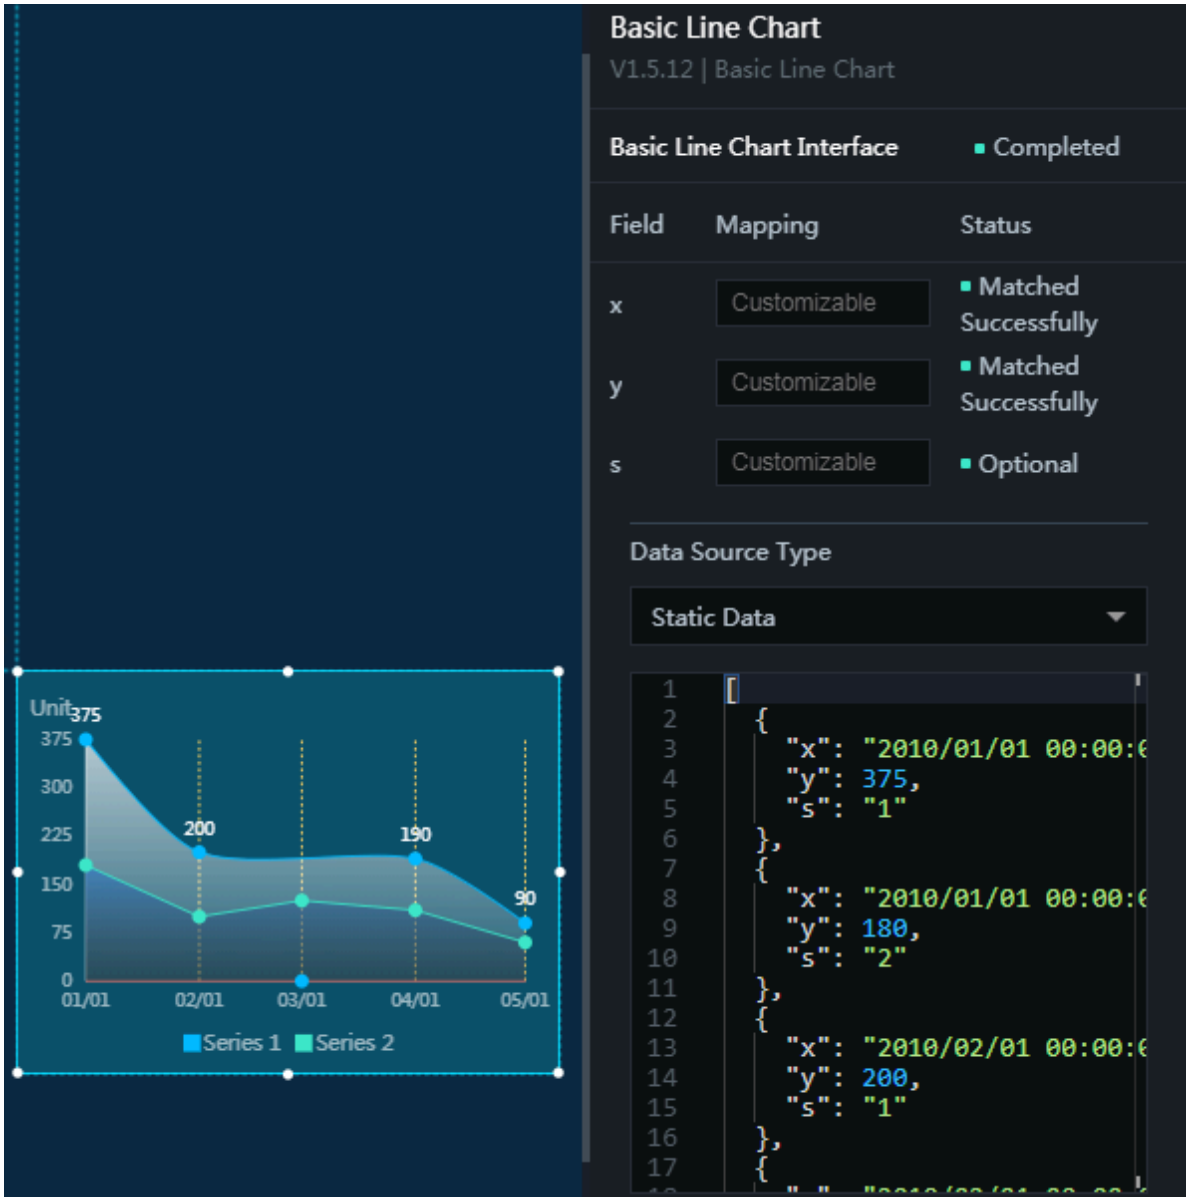 Basic Line Chart
V1.5.12 | Basic Line Chart
Basic Line Chart Interface Completed
Field Mapping Status
x Customizable Matched Successfully
y Customizable Matched Successfully
s Customizable Optional
Data Source Type
Static Data
1 [
2 {
3 "x": "2010/01/01 00:00:0
4 "y": 375,
5 "s": "1"
6 },
7 {
8 "x": "2010/01/01 00:00:0
9 "y": 180,
10 "s": "2"
11 },
12 {
13 "x": "2010/02/01 00:00:0
14 "y": 200,
15 "s": "1"
16 },
17 {
Unit
375
375
300
225
150
75
0
200
190
90
01/01 02/01 03/01 04/01 05/01
Series 1 Series 2